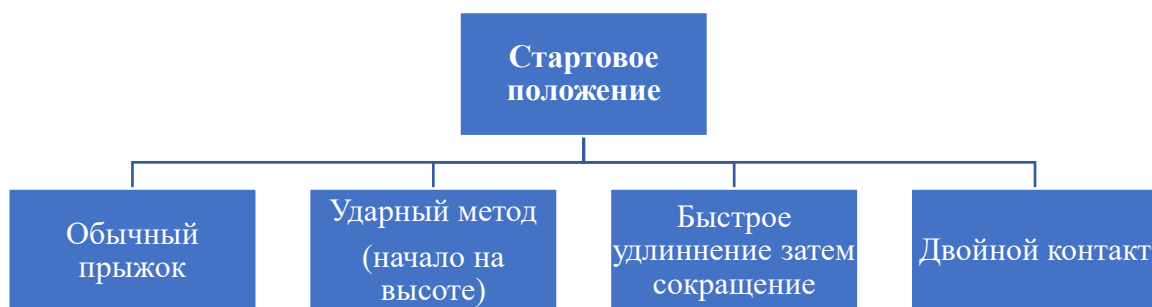 Стартовое
положение
Обычный
прыжок
Ударный метод
(начало на
высоте)
Быстрое
удлиннение затем
сокращение
Двойной контакт